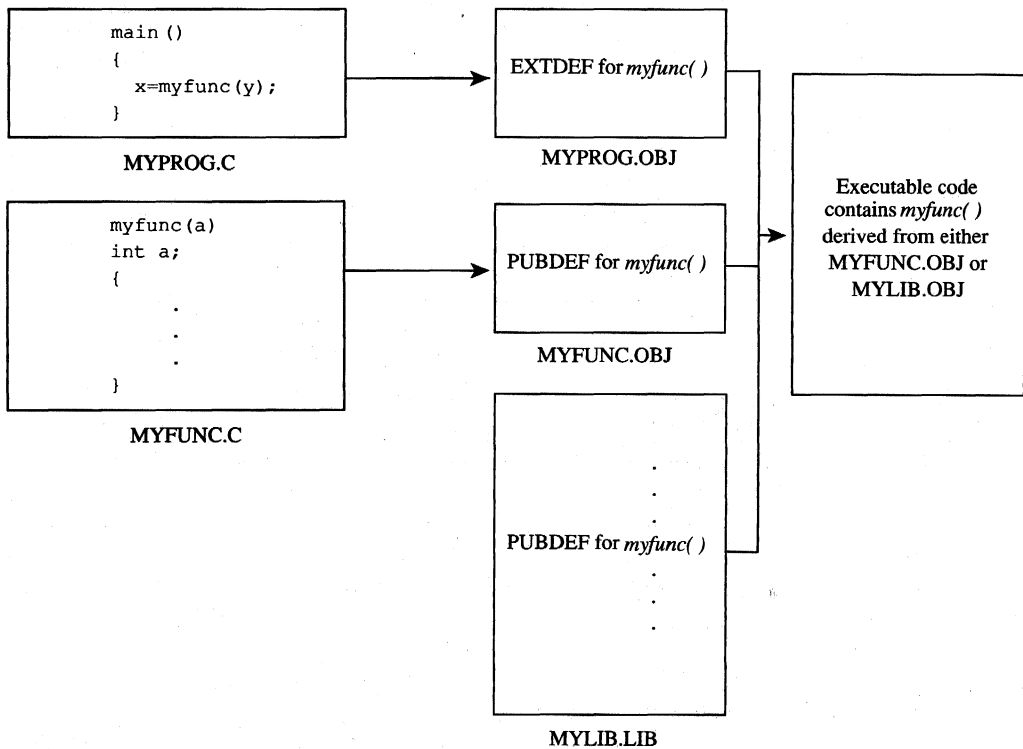 main ()
{
x=myfunc(y);
}
MYPROG.C
EXTDEF for myfunc( )
MYPROG.OBJ
myfunc(a)
int a;
{
.
.
.
}
MYFUNC.C
PUBDEF for myfunc( )
MYFUNC.OBJ
.
.
.
PUBDEF for myfunc( )
.
.
.
MYLIB.LIB
Executable code
contains myfunc( )
derived from either
MYFUNC.OBJ or
MYLIB.OBJ